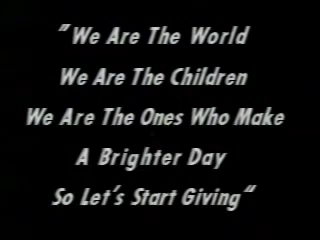 "We Are The World
We Are The Children
We Are The Ones Who Make
A Brighter Day
So Let's Start Giving"